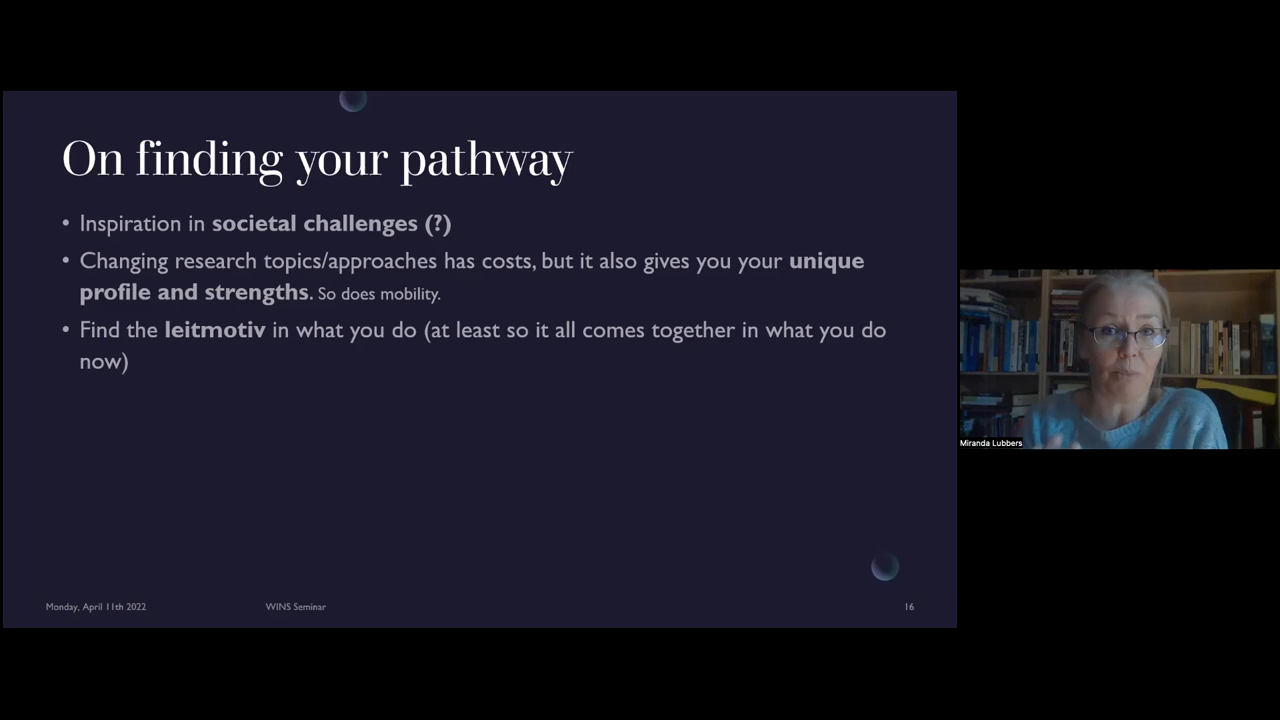 On finding your pathway
• Inspiration in societal challenges (?)
• Changing research topics/approaches has costs, but it also gives you your unique
profile and strengths. So does mobility.
• Find the leitmotiv in what you do (at least so it all comes together in what you do
now)
Miranda Lubbers
Monday, April 11th 2022
WINS Seminar
16